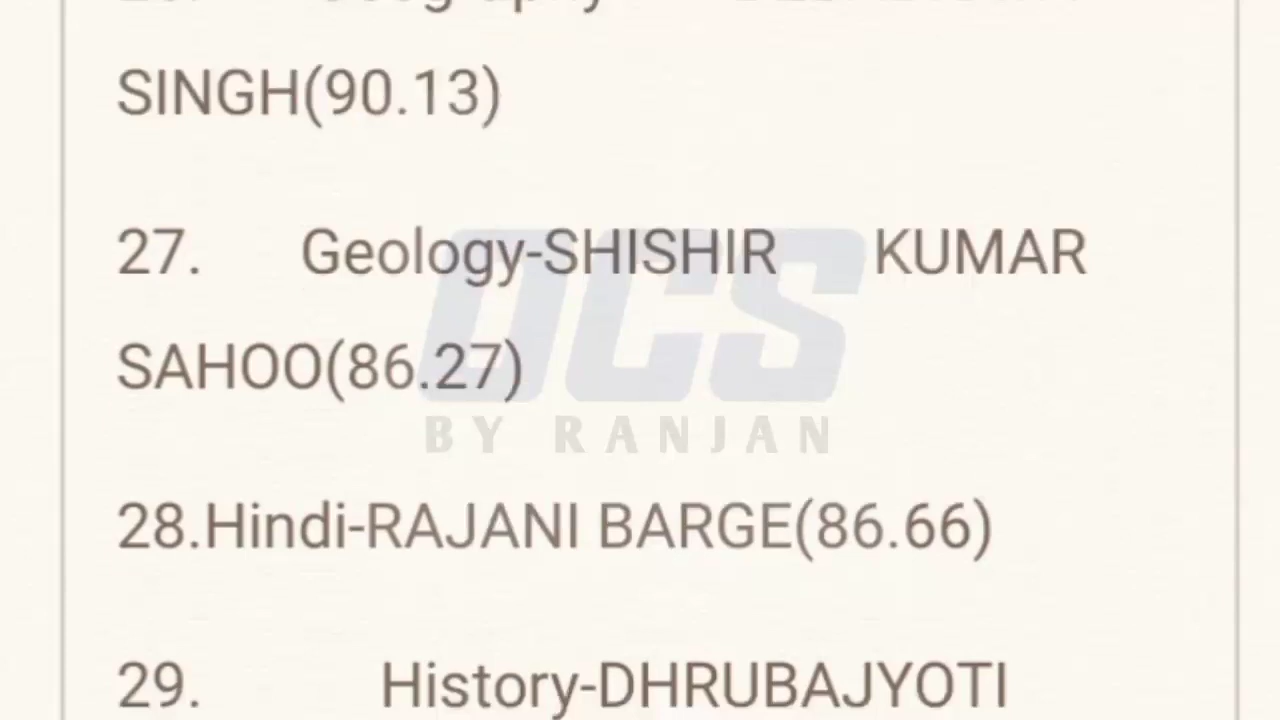 SINGH(90.13)
27. Geology-SHISHIR KUMAR
SAHOO(86.27)
OCS
BY RANJAN
28.Hindi-RAJANI BARGE(86.66)
29. History-DHRUBAJYOTI